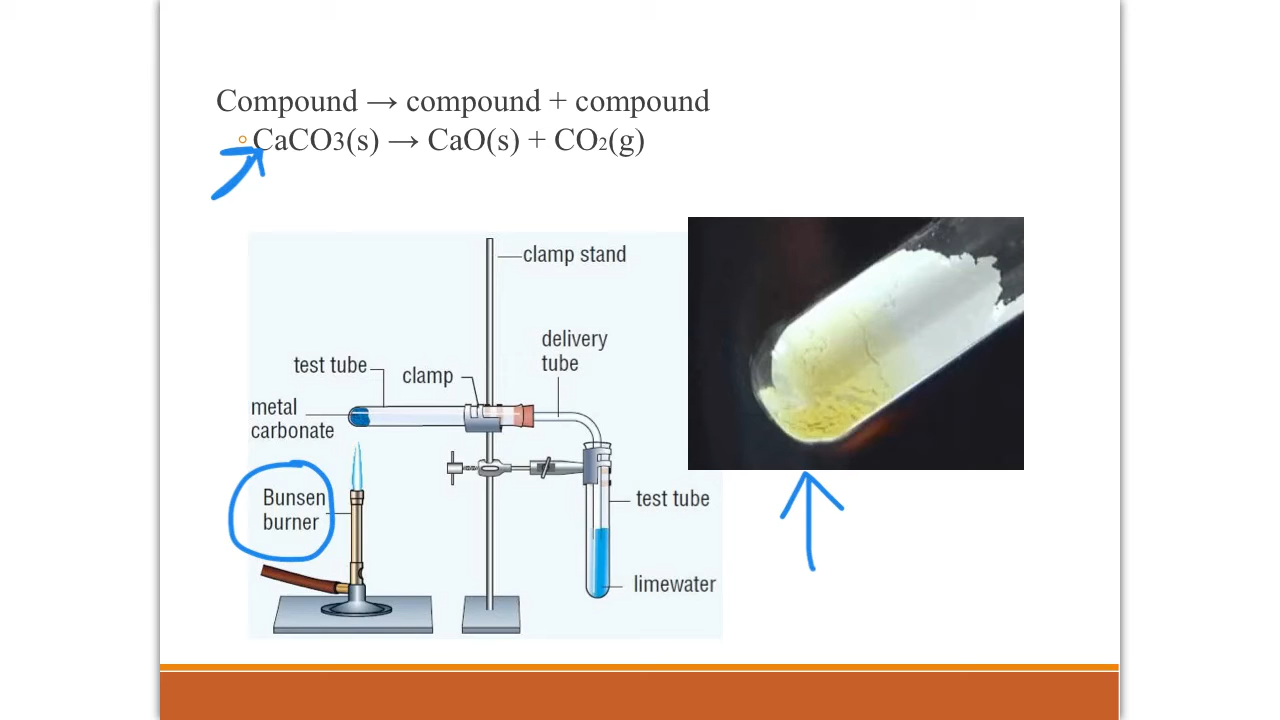 Compound → compound + compound
CaCO3(s) → CaO(s) + CO₂(g)
clamp stand
delivery
tube
test tube
clamp
metal
carbonate
Bunsen
burner
test tube
limewater